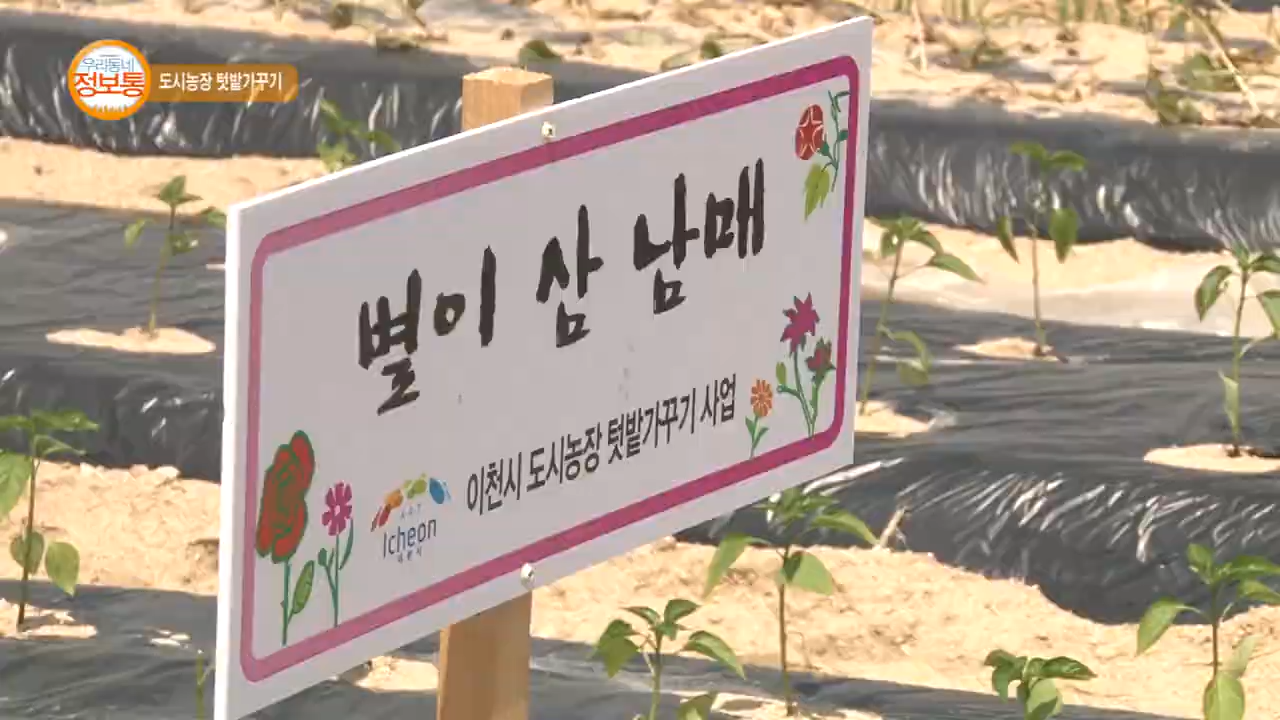 우리동네
정보통
도시농장 텃밭가꾸기
별이 삼 남매
이천시 도시농장 텃밭가꾸기 사업
Icheon